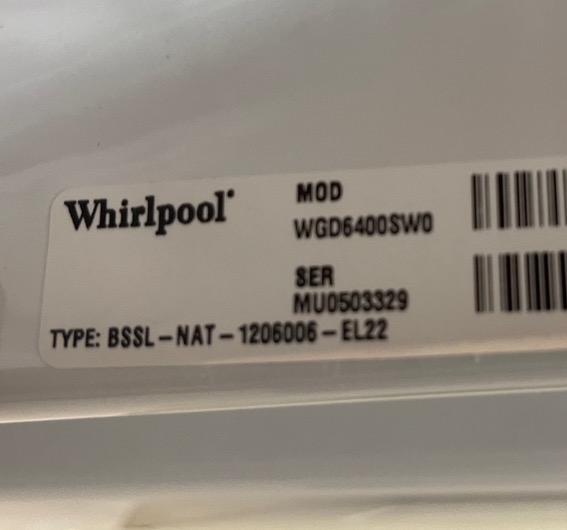 Whirlpool
MOD
WGD6400SW0
SER
MU0503329
TYPE: BSSL-NAT-1206006-EL22